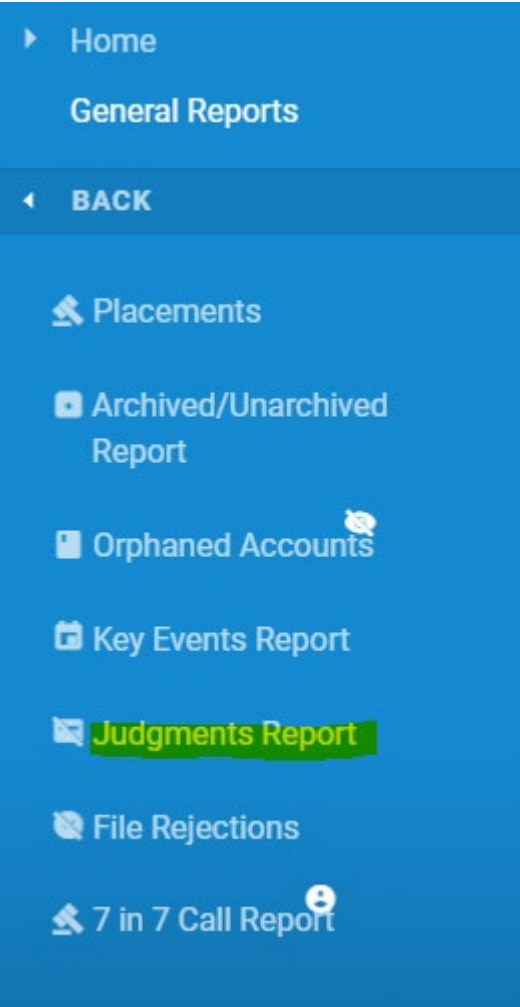 Home
General Reports
BACK
Placements
Archived/Unarchived
Report
Orphaned Accounts
Key Events Report
Judgments Report
File Rejections
7 in 7 Call Report